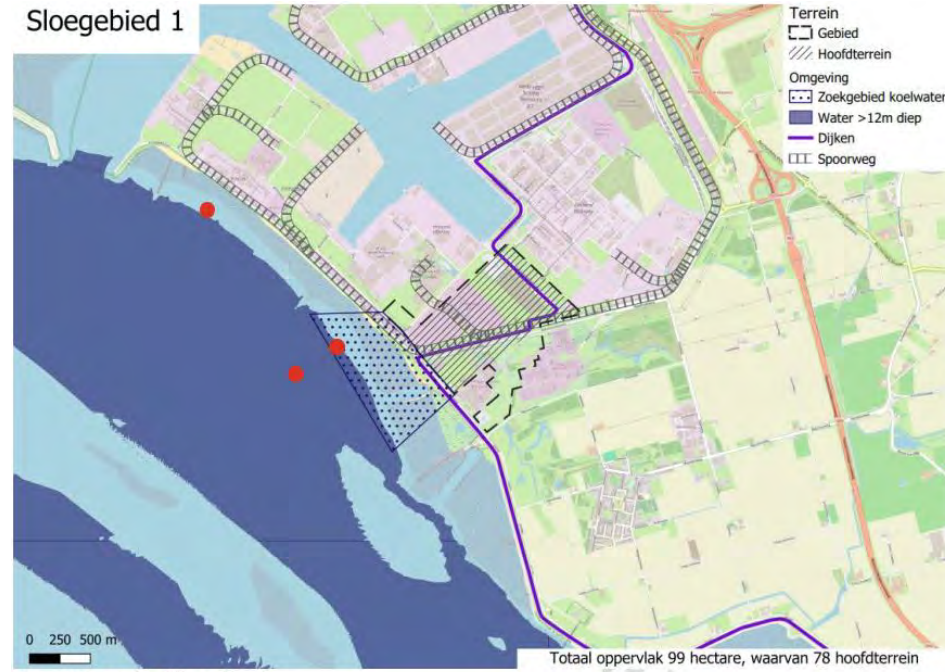 Sloegebied 1
Terrein
Gebied
Hoofdterrein
Omgeving
Zoekgebied koelwater
Water >12m diep
Dijken
Spoorweg
0 250 500 m
Totaal oppervlak 99 hectare, waarvan 78 hoofdterrein